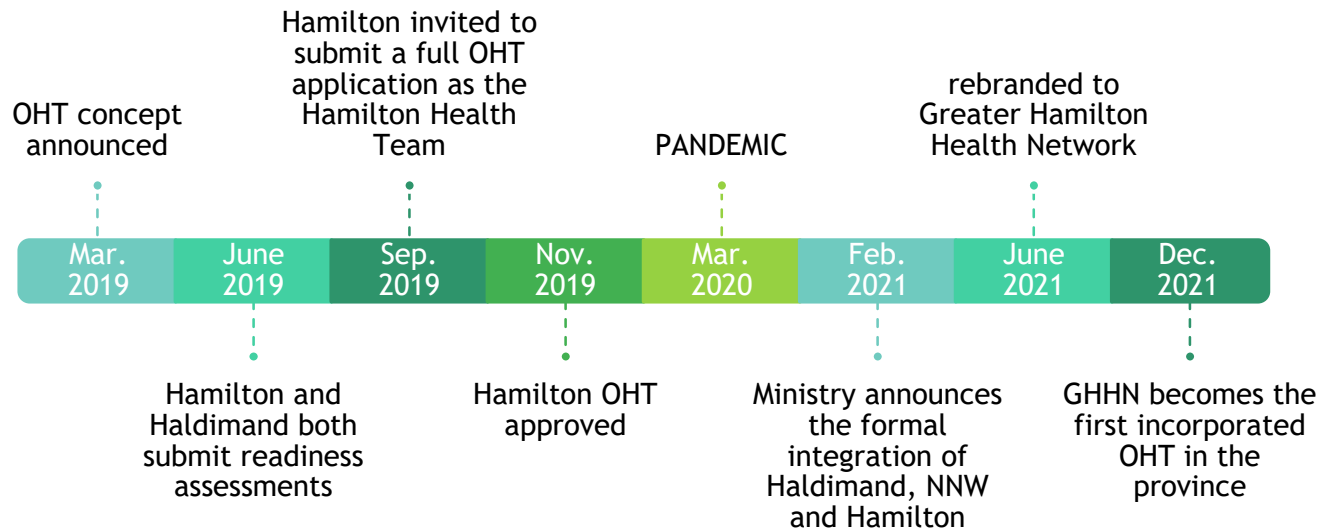 OHT concept
announced
Hamilton invited to
submit a full OHT
application as the
Hamilton Health
Team
PANDEMIC
rebranded to
Greater Hamilton
Health Network
Mar.
2019
June
2019
Sep.
2019
Nov.
2019
Mar.
2020
Feb.
2021
June
2021
Dec.
2021
Hamilton and
Haldimand both
submit readiness
assessments
Hamilton OHT
approved
Ministry announces
the formal
integration of
Haldimand, NNW
and Hamilton
GHHN becomes the
first incorporated
OHT in the
province